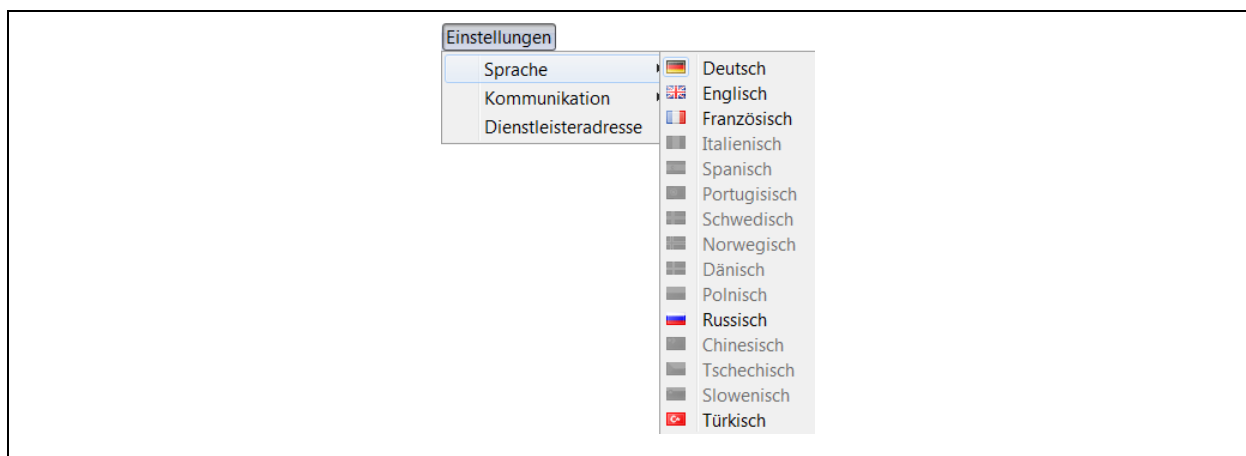 Einstellungen
Sprache
Kommunikation
Dienstleisteradresse
Deutsch
Englisch
Französisch
Italienisch
Spanisch
Portugisisch
Schwedisch
Norwegisch
Dänisch
Polnisch
Russisch
Chinesisch
Tschechisch
Slowenisch
Türkisch